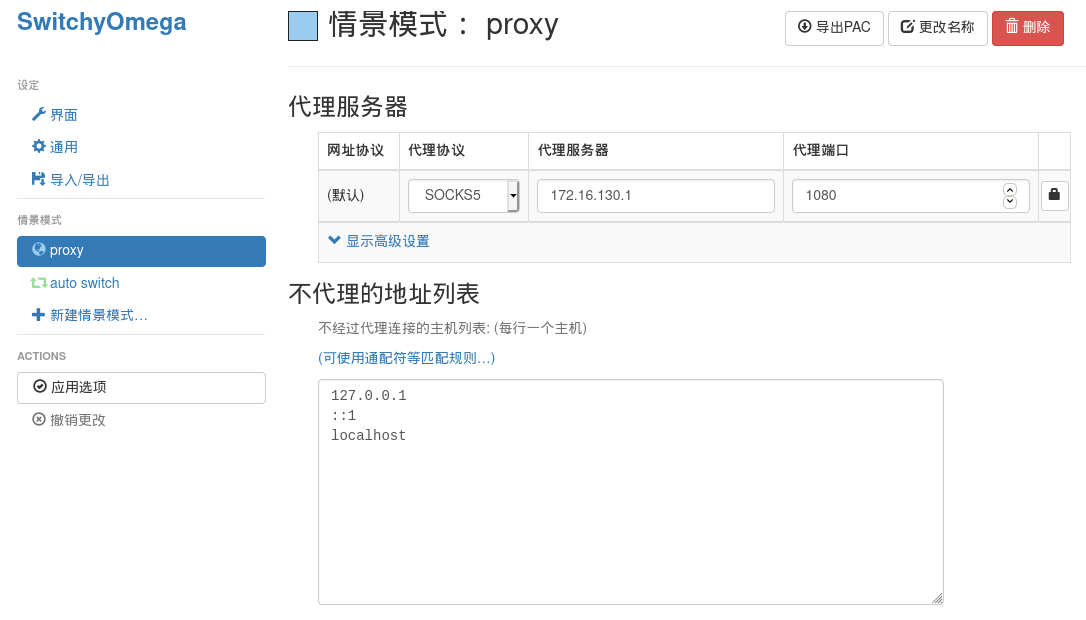 SwitchyOmega
设定
界面
通用
导入/导出
情景模式
proxy
auto switch
新建情景模式…
ACTIONS
应用选项
撤销更改
情景模式： proxy
导出PAC 更改名称 删除
代理服务器
网址协议 代理协议 代理服务器 代理端口
(默认) SOCKS5 172.16.130.1 1080
显示高级设置
不代理的地址列表
不经过代理连接的主机列表: (每行一个主机)
(可使用通配符等匹配规则…)
127.0.0.1
::1
localhost